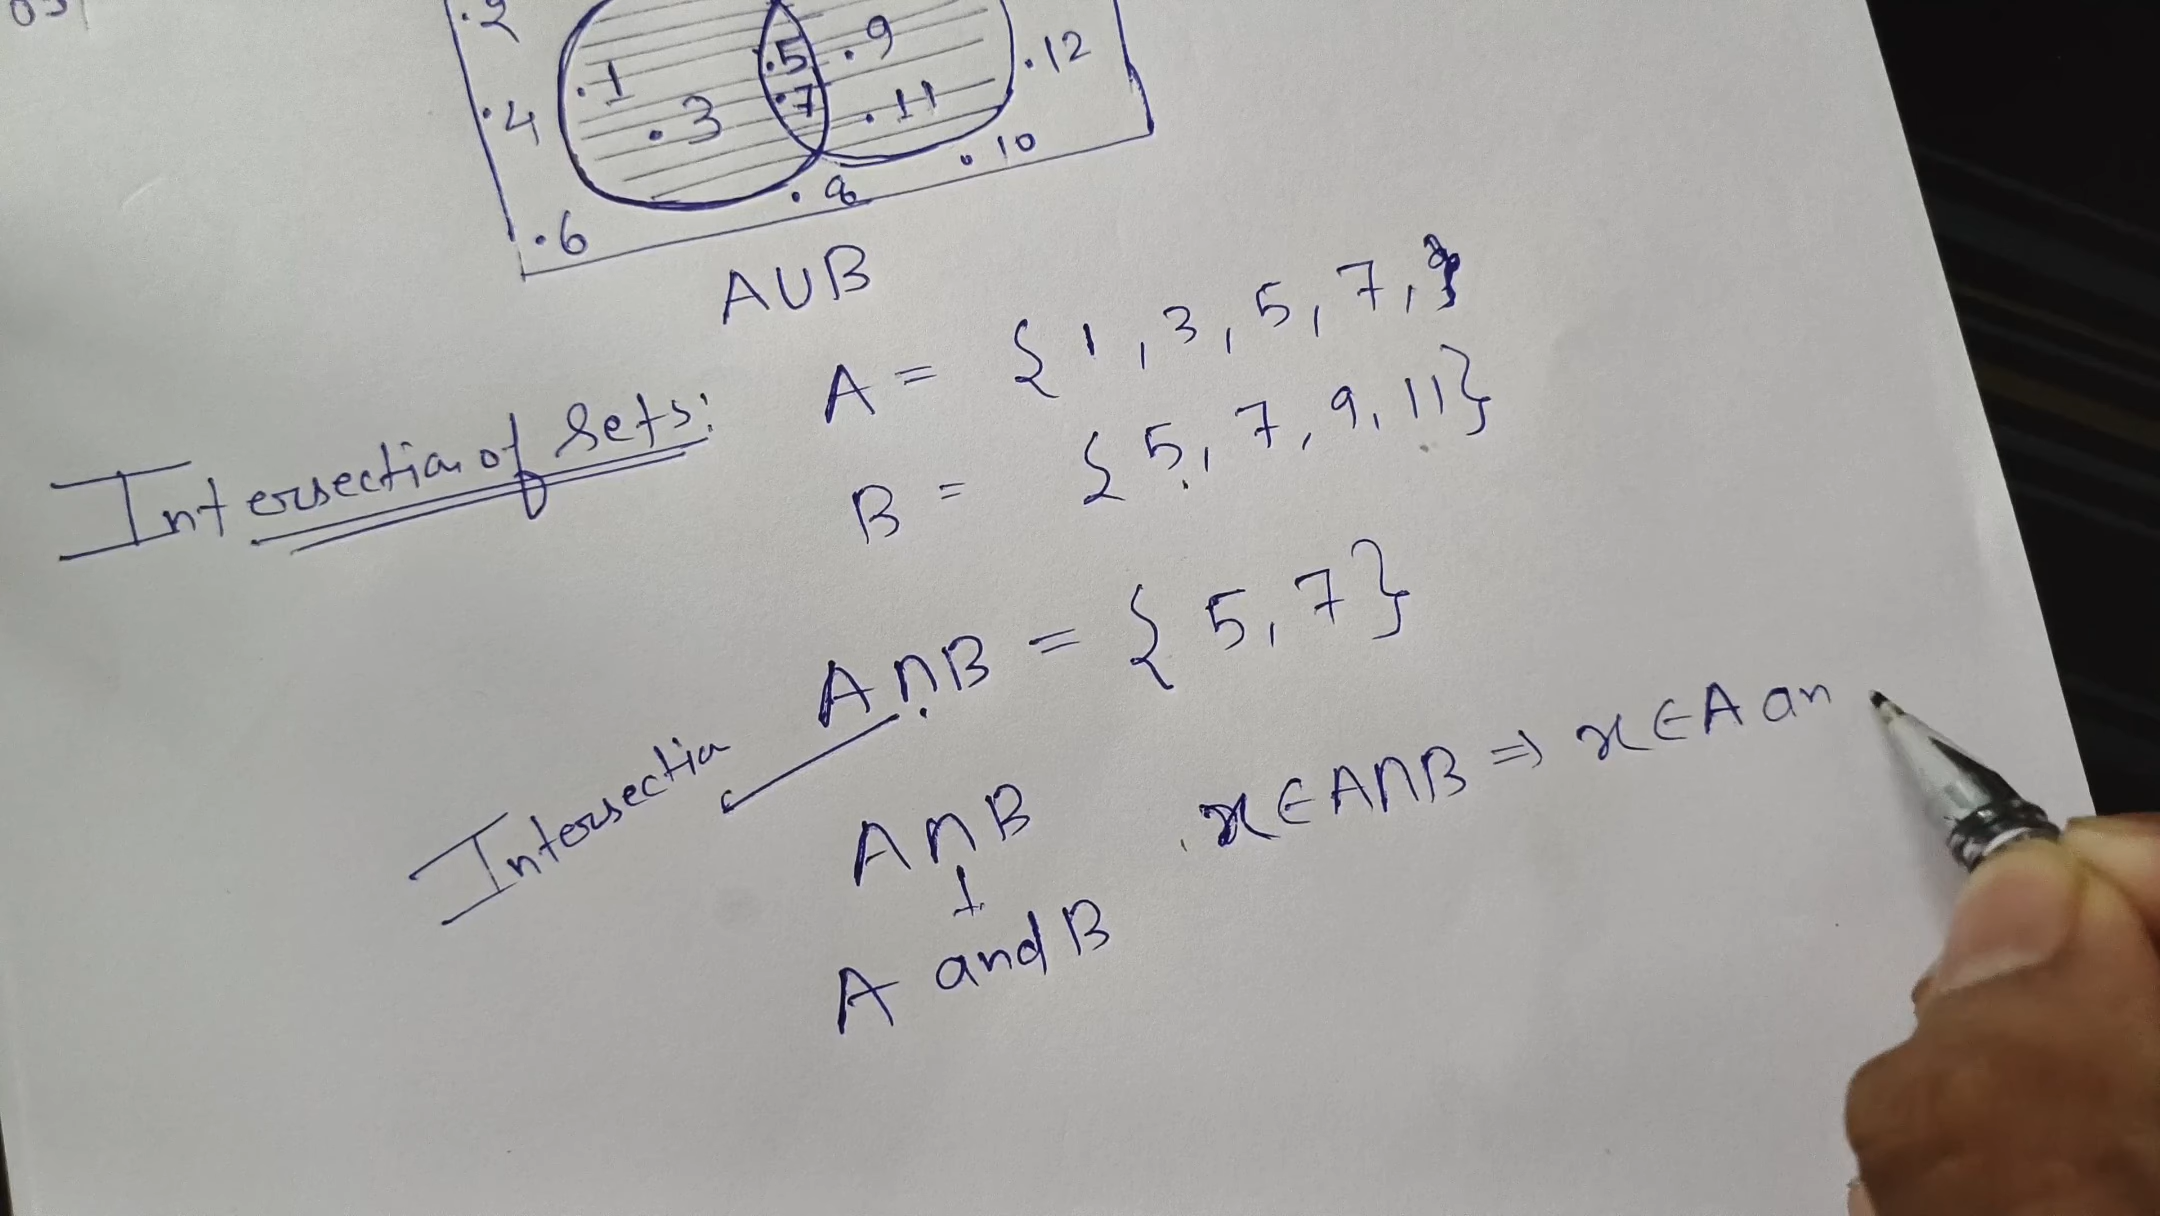 .2
.5 .9
.12
.1
.4 .3 .7 .11
.10
.8
.6
A∪B
A = {1, 3, 5, 7,}
Intersection of Sets:
B = {5, 7, 9, 11}
A∩B = {5, 7}
Intersection
A∩B x∈A∩B ⇒ x∈A an
A and B